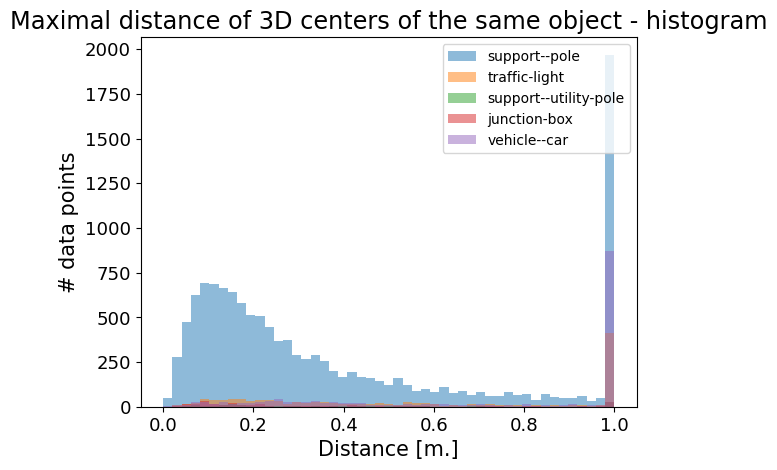 Maximal distance of 3D centers of the same object - histogram
2000
1750
1500
1250
1000
750
500
250
0
# data points
support--pole
traffic-light
support--utility-pole
junction-box
vehicle--car
0.0 0.2 0.4 0.6 0.8 1.0
Distance [m.]